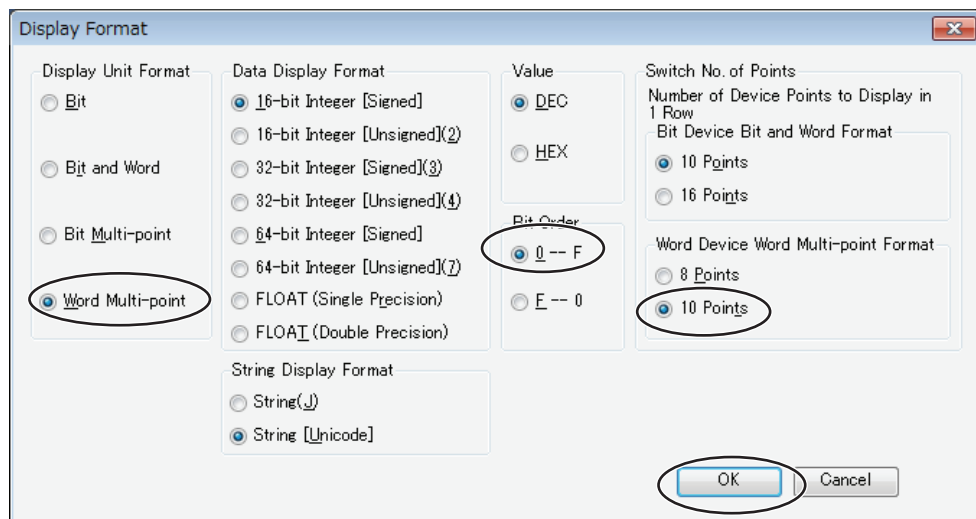 Display Format
Display Unit Format
Bit
Bit and Word
Bit Multi-point
Word Multi-point
Data Display Format
16-bit Integer [Signed]
16-bit Integer [Unsigned](2)
32-bit Integer [Signed](3)
32-bit Integer [Unsigned](4)
64-bit Integer [Signed]
64-bit Integer [Unsigned](7)
FLOAT (Single Precision)
FLOAT (Double Precision)
String Display Format
String(J)
String [Unicode]
Value
DEC
HEX
Bit Order
0 -- F
F -- 0
Switch No. of Points
Number of Device Points to Display in
1 Row
Bit Device Bit and Word Format
10 Points
16 Points
Word Device Word Multi-point Format
8 Points
10 Points
OK
Cancel